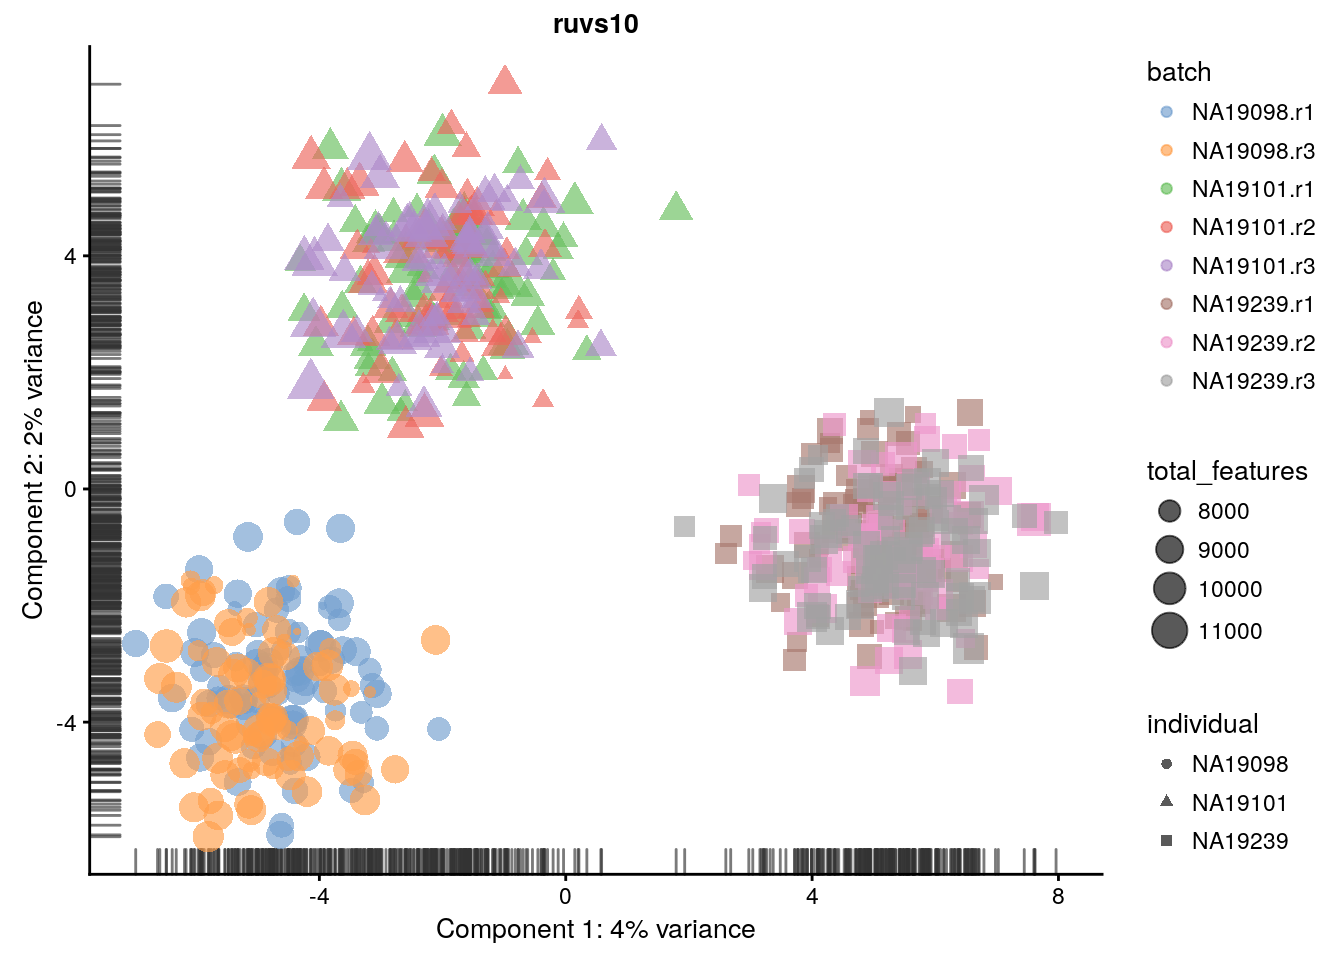 ruvs10
batch
NA19098.r1
NA19098.r3
NA19101.r1
NA19101.r2
NA19101.r3
NA19239.r1
NA19239.r2
NA19239.r3
total_features
8000
9000
10000
11000
individual
NA19098
NA19101
NA19239
Component 2: 2% variance
4
0
-4
-4
0
4
8
Component 1: 4% variance